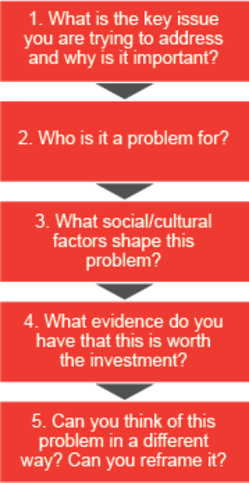 1. What is the key issue
you are trying to address
and why is it important?
2. Who is it a problem for?
3. What social/cultural
factors shape this
problem?
4. What evidence do you
have that this is worth
the investment?
5. Can you think of this
problem in a different
way? Can you reframe it?